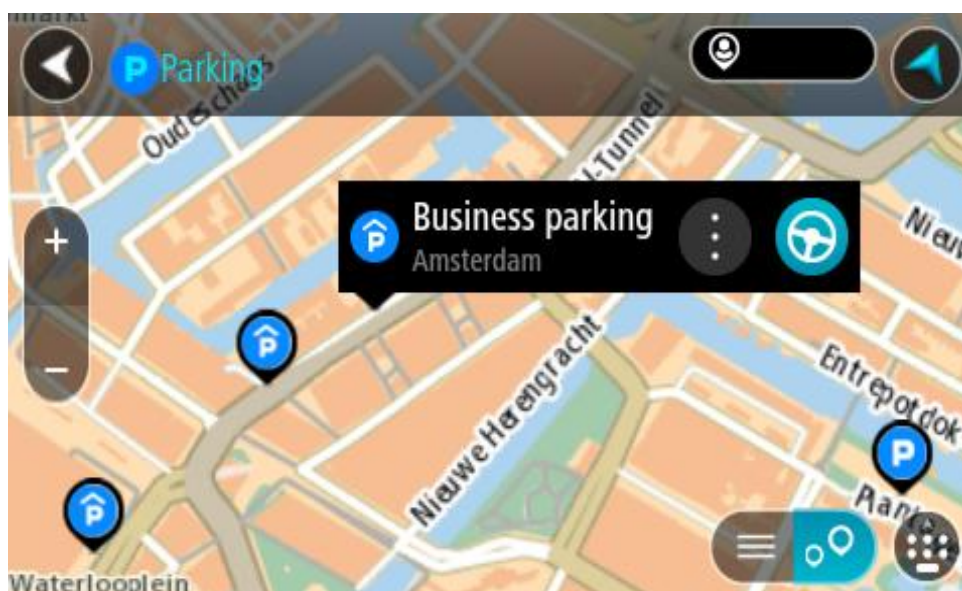 P Parking
Oudeschans
Business parking
Amsterdam
Nieuwe Herengracht
Entrepotdok
P
P
P
P
Waterlooplein